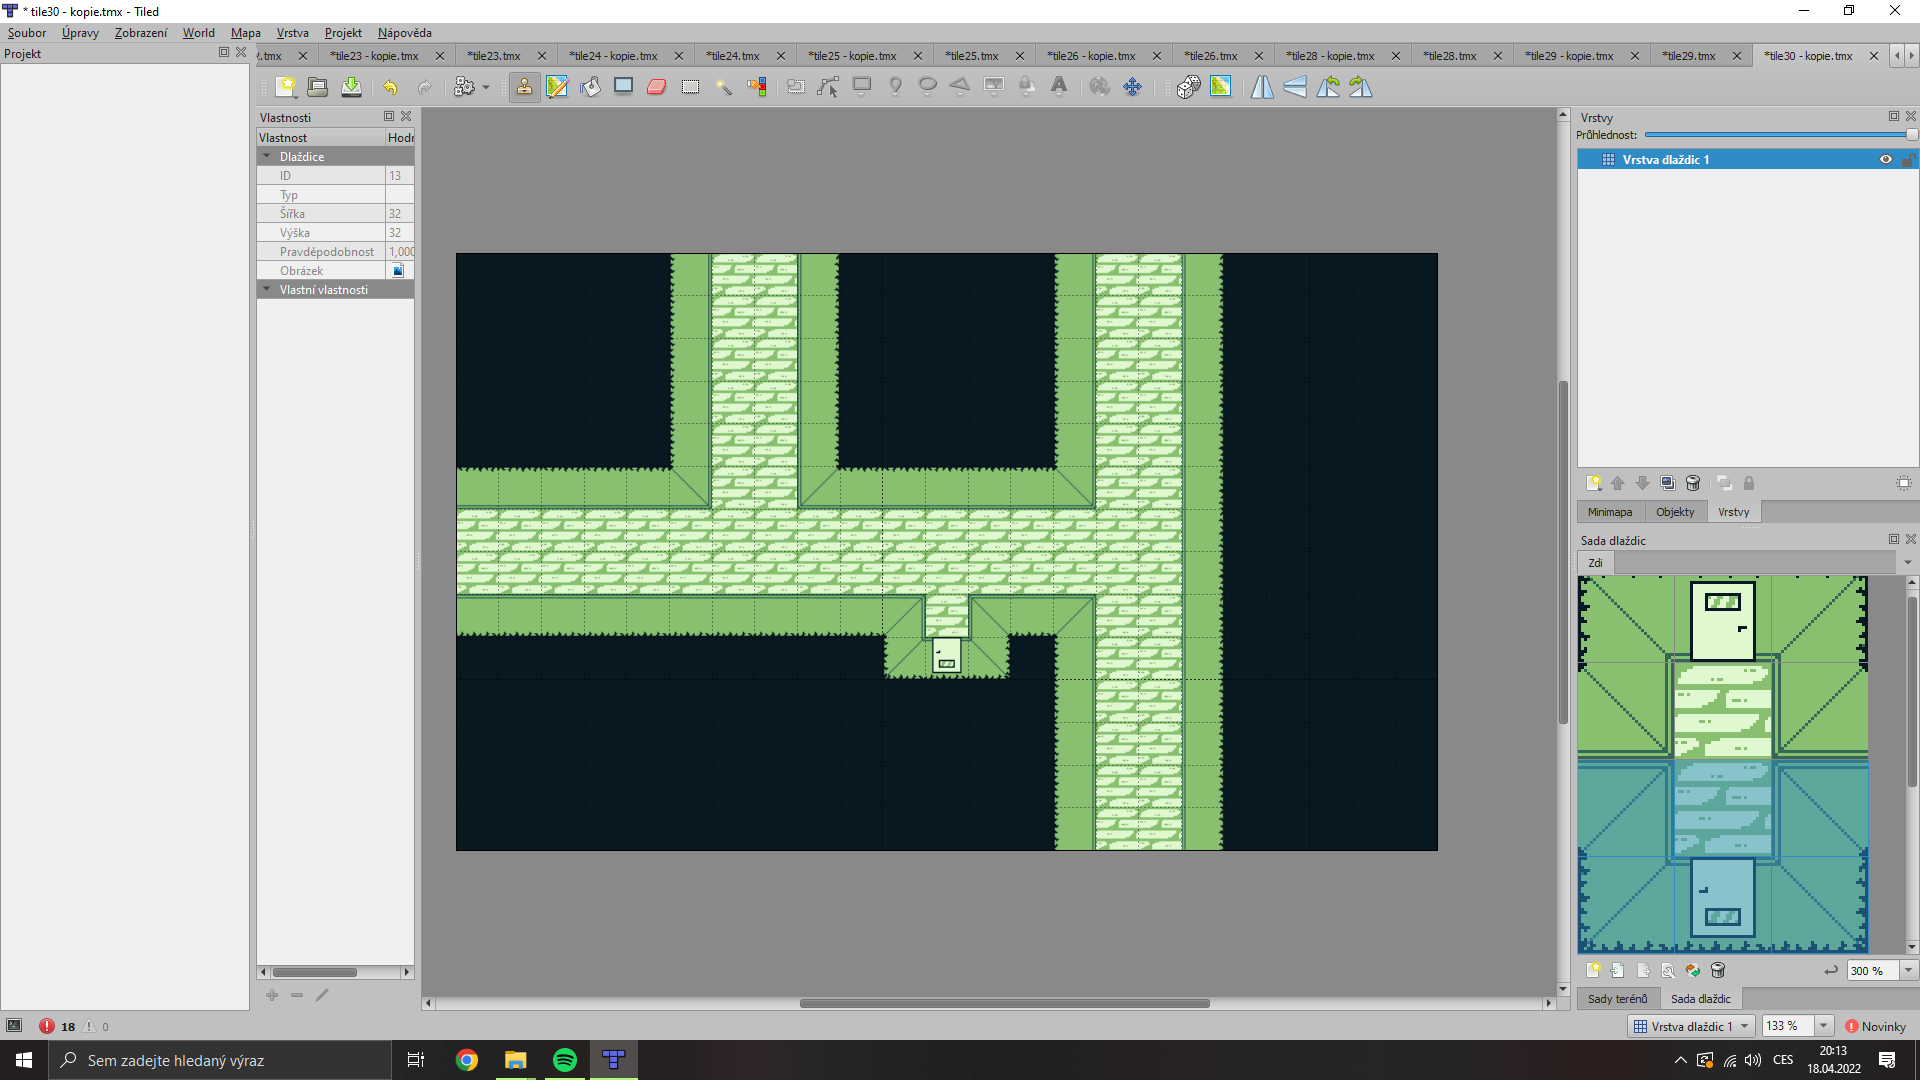 * tile30 - kopie.tmx - Tiled
Soubor Úpravy Zobrazení World Mapa Vrstva Projekt Nápověda
Projekt
.tmx *tile23 - kopie.tmx *tile23.tmx *tile24 - kopie.tmx *tile24.tmx *tile25 - kopie.tmx *tile25.tmx *tile26 - kopie.tmx *tile26.tmx *tile28 - kopie.tmx *tile28.tmx *tile29 - kopie.tmx *tile29.tmx *tile30 - kopie.tmx
Vlastnosti
Vlastnost Hodn
Dlaždice
ID 13
Typ
Šířka 32
Výška 32
Pravděpodobnost 1,000
Obrázek
Vlastní vlastnosti
Vrstvy
Průhlednost:
Vrstva dlaždic 1
Minimapa Objekty Vrstvy
Sada dlaždic
Zdi
300 %
Sady terénů Sada dlaždic
18 0
Vrstva dlaždic 1 133 % Novinky
Sem zadejte hledaný výraz
CES
20:13
18.04.2022